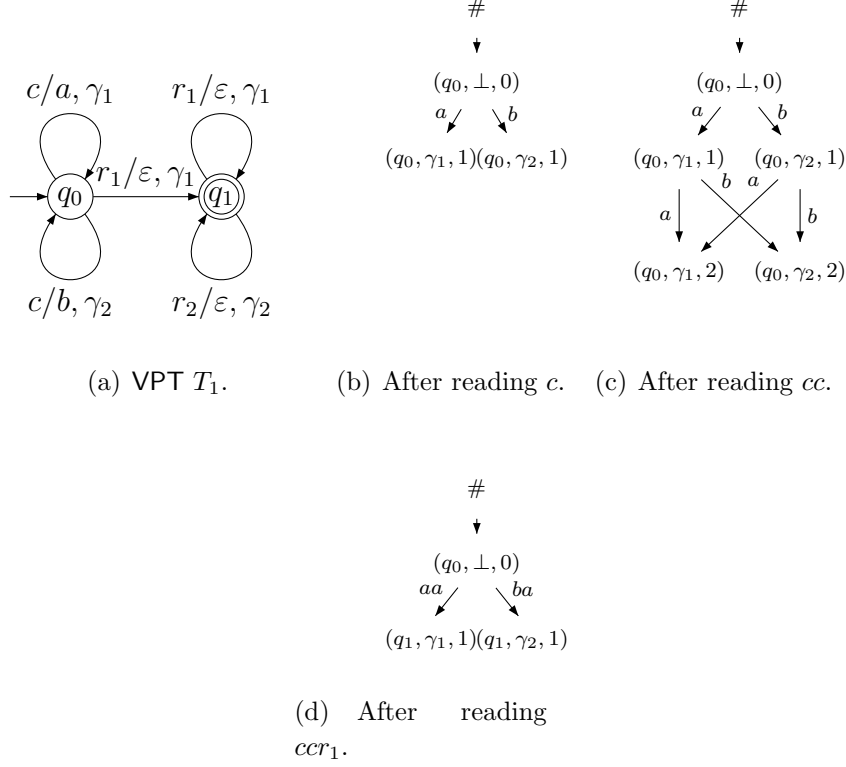 c/a, γ₁
r₁/ε, γ₁
r₁/ε, γ₁
q₀
q₁
c/b, γ₂
r₂/ε, γ₂
(a) VPT T₁.
#
(q₀, ⊥, 0)
a b
(q₀, γ₁, 1)(q₀, γ₂, 1)
(b) After reading c.
#
(q₀, ⊥, 0)
a b
(q₀, γ₁, 1) (q₀, γ₂, 1)
b a
a b
(q₀, γ₁, 2) (q₀, γ₂, 2)
(c) After reading cc.
#
(q₀, ⊥, 0)
aa ba
(q₁, γ₁, 1)(q₁, γ₂, 1)
(d) After reading
ccr₁.